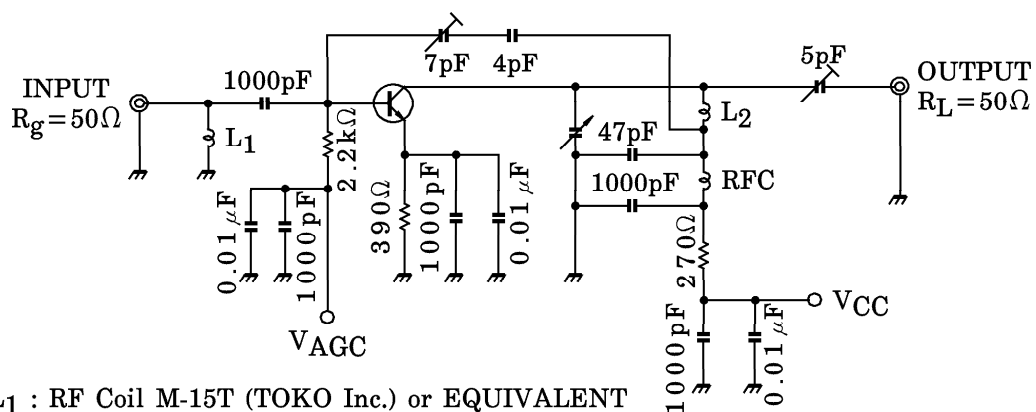 INPUT
Rg=50Ω
1000pF
L1
7pF
4pF
5pF
OUTPUT
RL=50Ω
2.2kΩ
0.01μF
1000pF
VAGC
390Ω
1000pF
0.01μF
47pF
1000pF
L2
RFC
270Ω
VCC
1000pF
0.01μF
L1 : RF Coil M-15T (TOKO Inc.) or EQUIVALENT